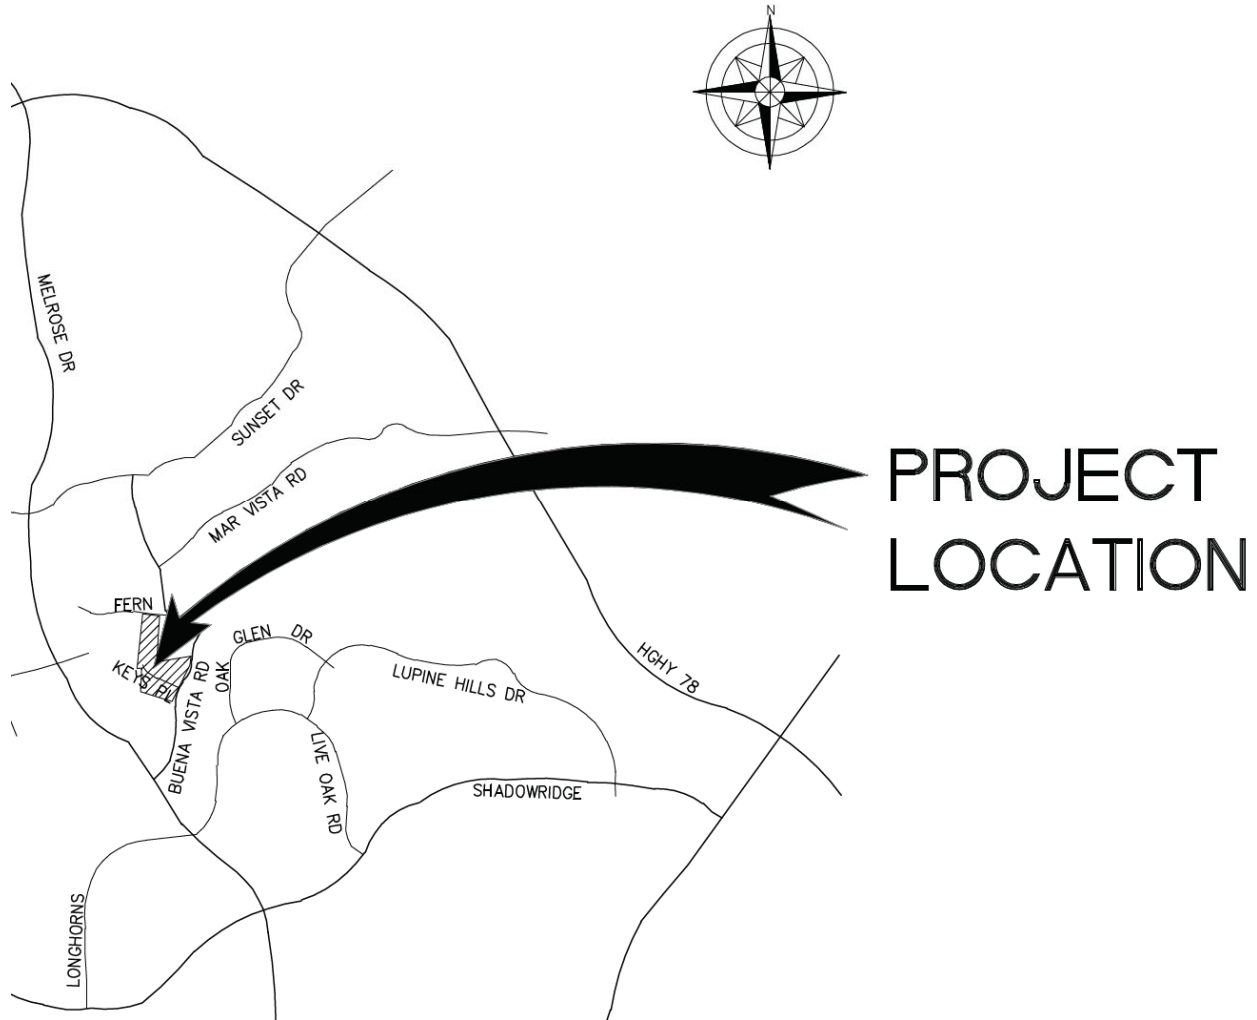 N
MELROSE DR
SUNSET DR
MAR VISTA RD
PROJECT
LOCATION
FERN
GLEN DR
OAK
KEYS PL
BUENA VISTA RD
LUPINE HILLS DR
HGHY 78
LIVE OAK RD
SHADOWRIDGE
LONGHORNS